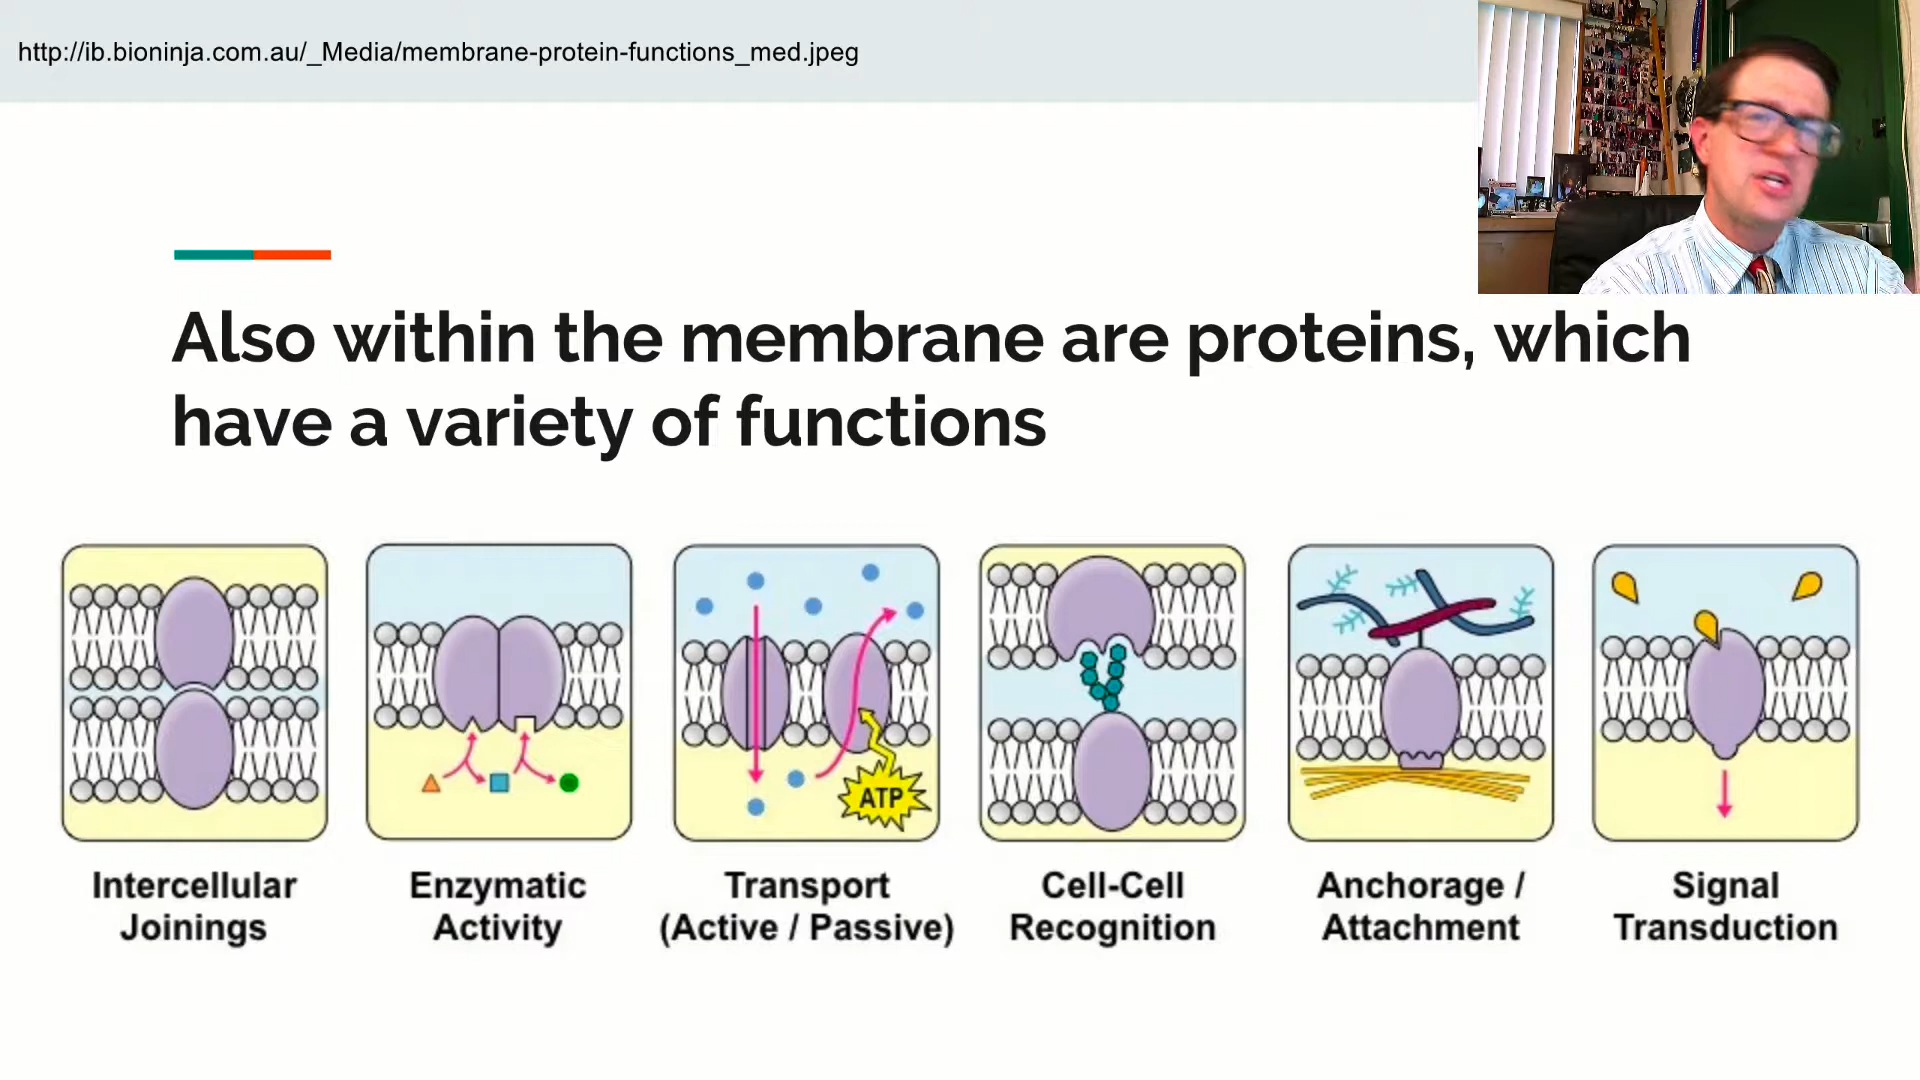 http://ib.bioninja.com.au/_Media/membrane-protein-functions_med.jpeg
Also within the membrane are proteins, which
have a variety of functions
ATP
Intercellular
Joinings
Enzymatic
Activity
Transport
(Active / Passive)
Cell-Cell
Recognition
Anchorage /
Attachment
Signal
Transduction